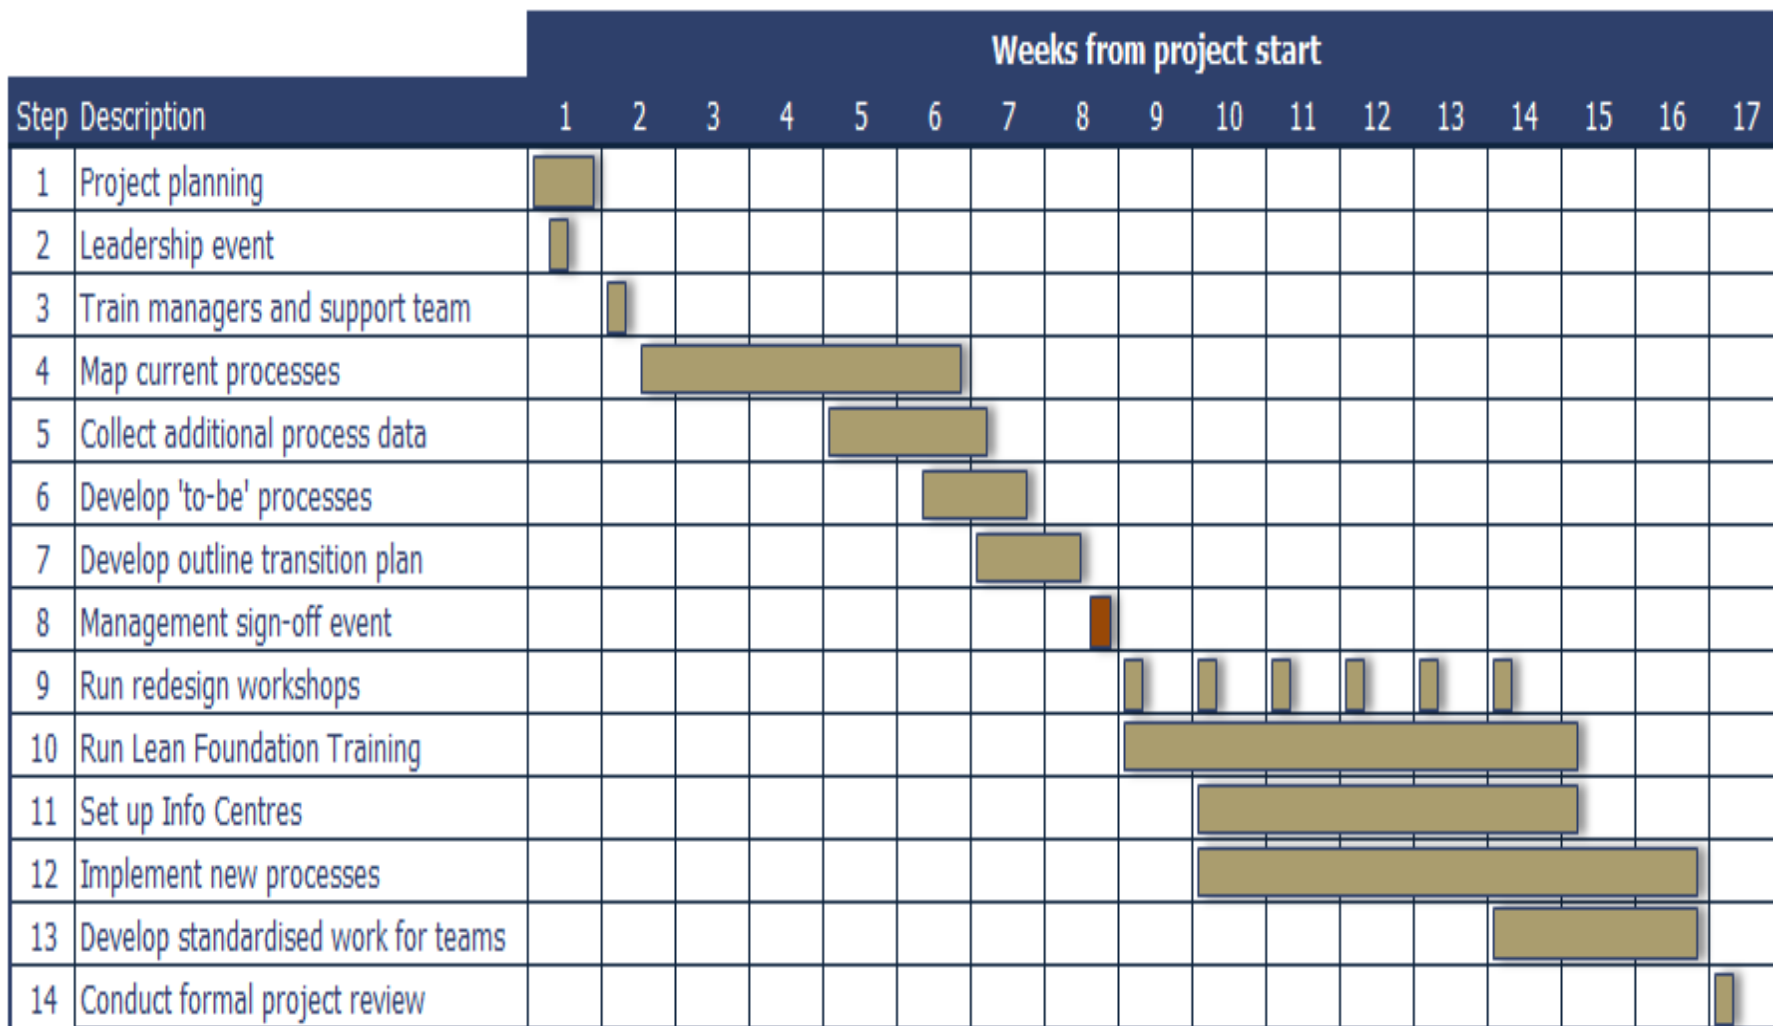 Weeks from project start
Step Description 1 2 3 4 5 6 7 8 9 10 11 12 13 14 15 16 17
1 Project planning
2 Leadership event
3 Train managers and support team
4 Map current processes
5 Collect additional process data
6 Develop 'to-be' processes
7 Develop outline transition plan
8 Management sign-off event
9 Run redesign workshops
10 Run Lean Foundation Training
11 Set up Info Centres
12 Implement new processes
13 Develop standardised work for teams
14 Conduct formal project review